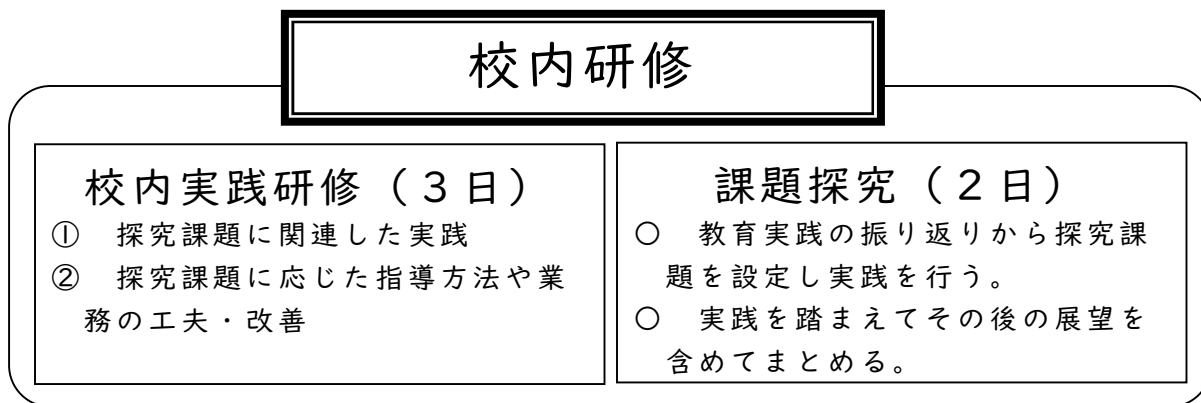 校内研修
校内実践研修（３日）
①　探究課題に関連した実践
②　探究課題に応じた指導方法や業
務の工夫・改善
課題探究（２日）
○　教育実践の振り返りから探究課
題を設定し実践を行う。
○　実践を踏まえてその後の展望を
含めてまとめる。